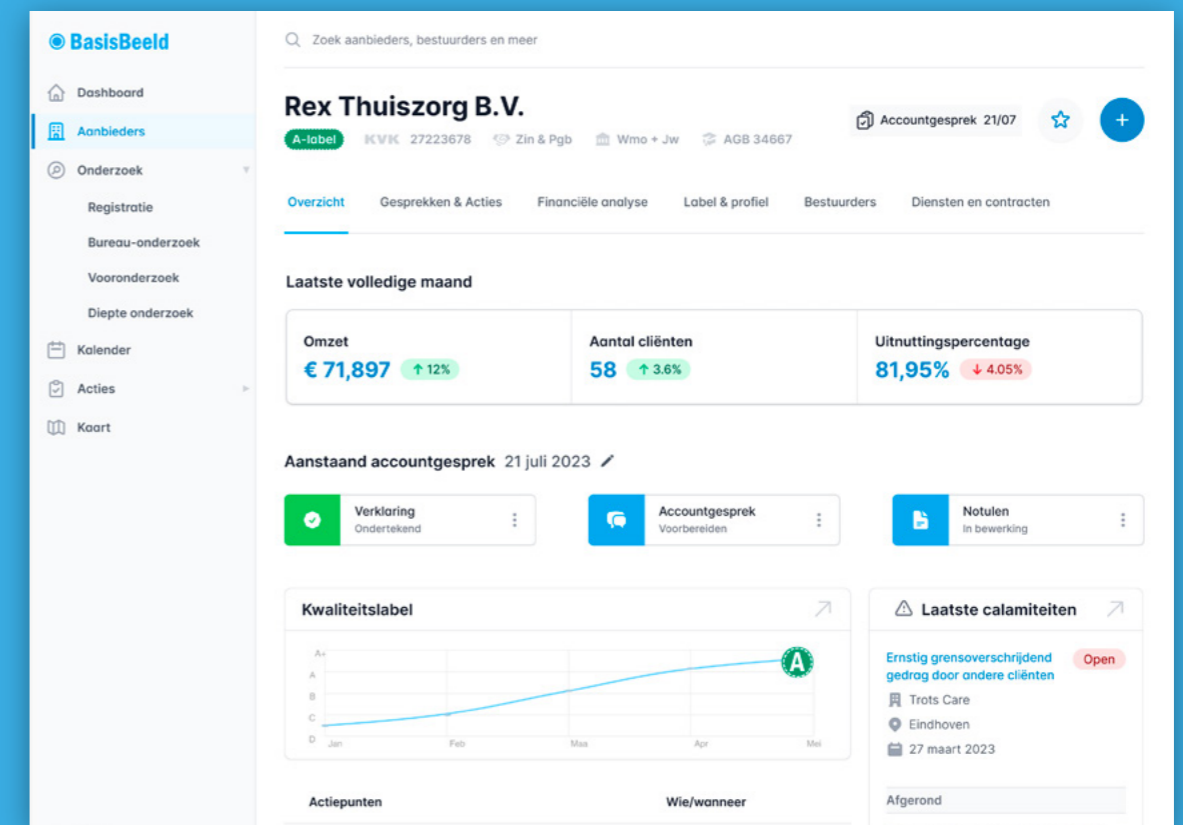 BasisBeeld
Zoek aanbieders, bestuurders en meer
Dashboard
Aanbieders
Onderzoek
Registratie
Bureau-onderzoek
Vooronderzoek
Diepte onderzoek
Kalender
Acties
Kaart
Rex Thuiszorg B.V.
A-label KVK 27223678 Zin & Pgb Wmo + Jw AGB 34667
Accountgesprek 21/07
+
Overzicht Gesprekken & Acties Financiële analyse Label & profiel Bestuurders Diensten en contracten
Laatste volledige maand
Omzet
€ 71,897 ↑ 12%
Aantal cliënten
58 ↑ 3.6%
Uitnuttingspercentage
81,95% ↓ 4.05%
Aanstaand accountgesprek 21 juli 2023
Verklaring
Ondertekend
Accountgesprek
Voorbereiden
Notulen
In bewerking
Kwaliteitslabel
A+
A
B
C
D
Jan Feb Maa Apr Mei
A
Laatste calamiteiten
Ernstig grensoverschrijdend
gedrag door andere cliënten
Open
Trots Care
Eindhoven
27 maart 2023
Afgerond
Actiepunten Wie/wanneer